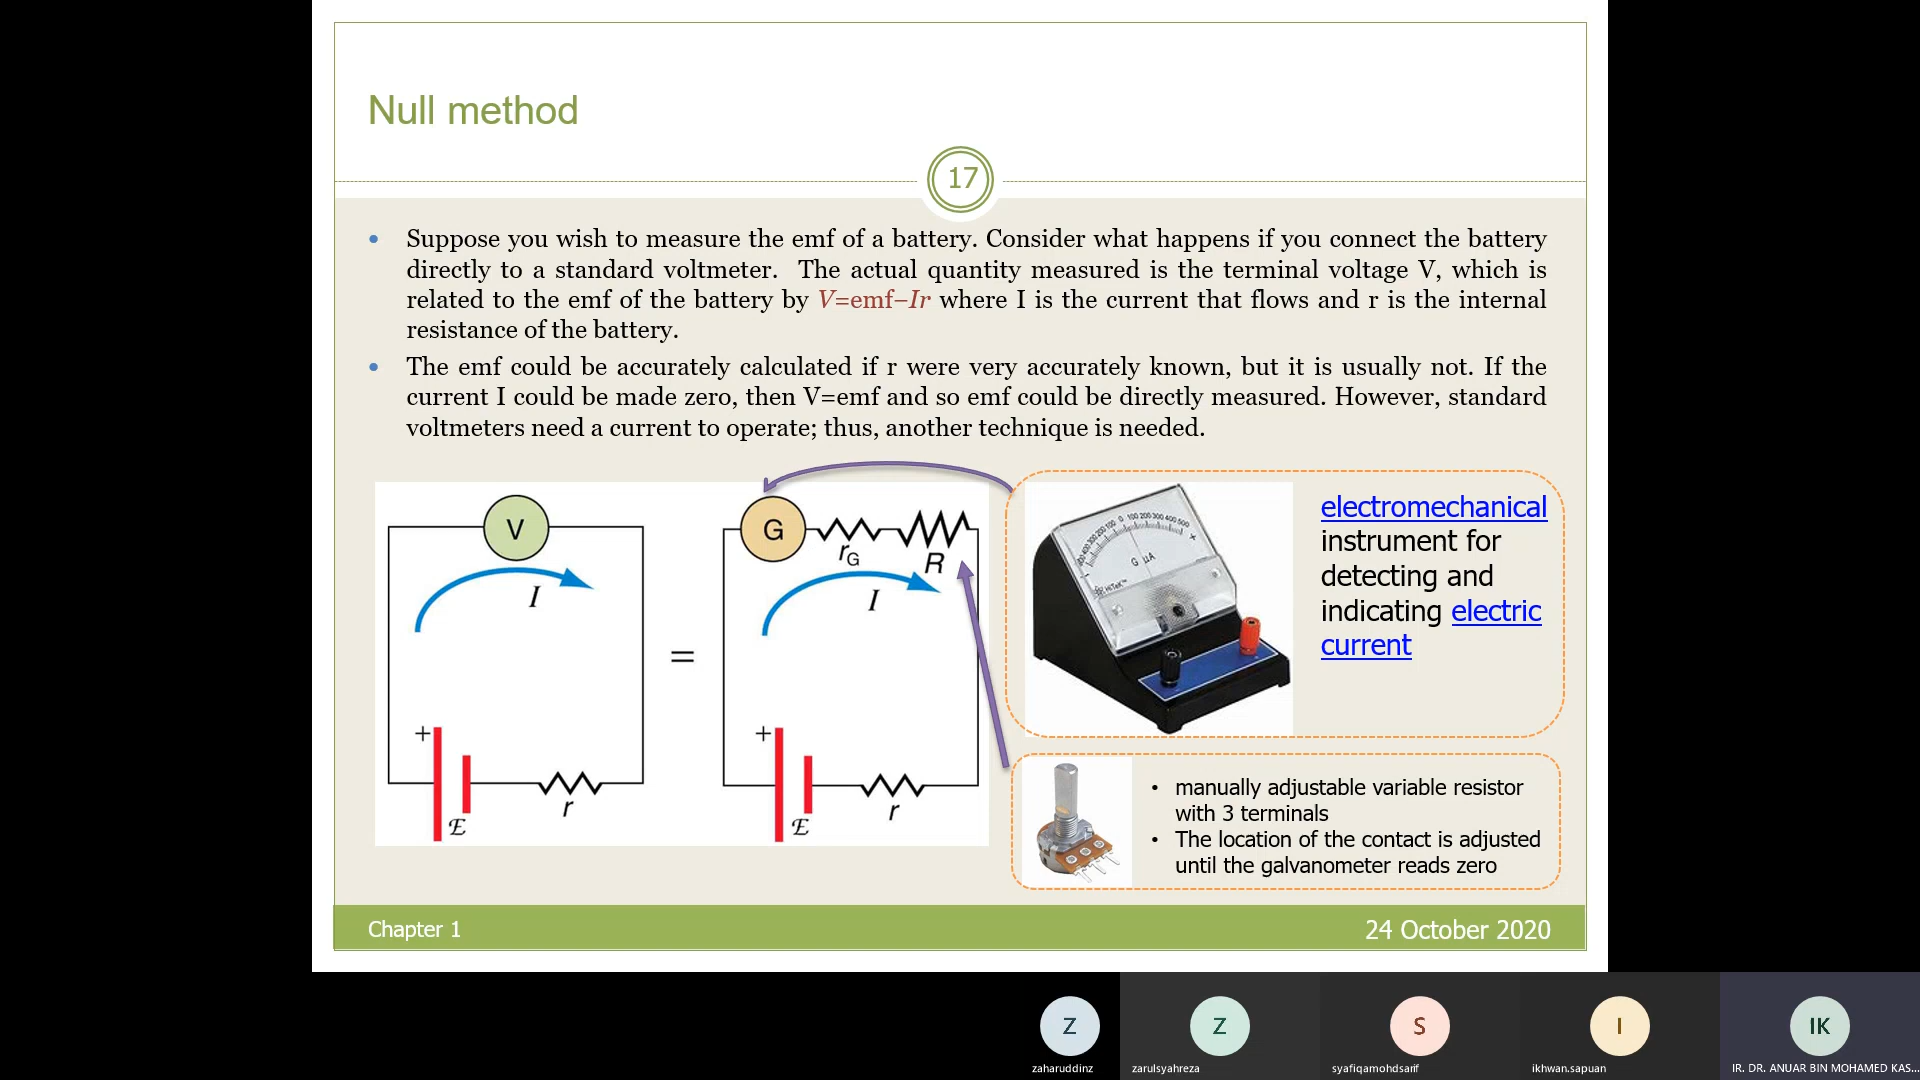 Null method
17
Suppose you wish to measure the emf of a battery. Consider what happens if you connect the battery
directly to a standard voltmeter. The actual quantity measured is the terminal voltage V, which is
related to the emf of the battery by V=emf−Ir where I is the current that flows and r is the internal
resistance of the battery.
The emf could be accurately calculated if r were very accurately known, but it is usually not. If the
current I could be made zero, then V=emf and so emf could be directly measured. However, standard
voltmeters need a current to operate; thus, another technique is needed.
V
I
+
E
r
=
G
rG
R
I
+
E
r
G µA
electromechanical
instrument for
detecting and
indicating electric
current
• manually adjustable variable resistor
with 3 terminals
• The location of the contact is adjusted
until the galvanometer reads zero
Chapter 1
24 October 2020
Z
Z
S
I
IK
zaharuddinz
zarulsyahreza
syafiqamohdsarif
ikhwan.sapuan
IR. DR. ANUAR BIN MOHAMED KAS...